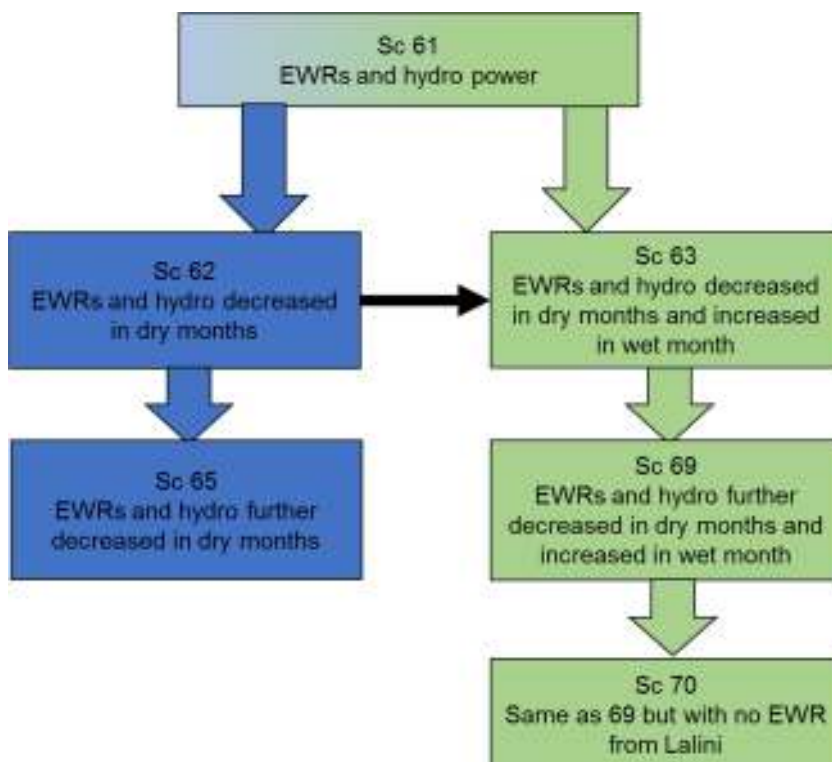 Sc 61
EWRs and hydro power
Sc 62
EWRs and hydro decreased
in dry months
Sc 63
EWRs and hydro decreased
in dry months and increased
in wet month
Sc 65
EWRs and hydro further
decreased in dry months
Sc 69
EWRs and hydro further
decreased in dry months and
increased in wet month
Sc 70
Same as 69 but with no EWR
from Lalini